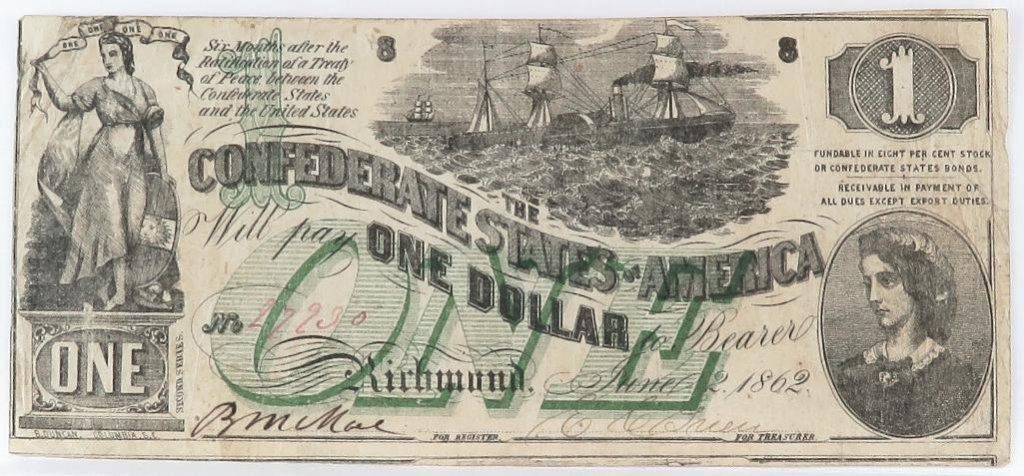 ONE ONE ONE ONE
Six Months after the
Ratification of a Treaty
of Peace between the
Confederate States
and the United States
8
8
1
FUNDABLE IN EIGHT PER CENT STOCK
OR CONFEDERATE STATES BONDS.
RECEIVABLE IN PAYMENT OF
ALL DUES EXCEPT EXPORT DUTIES.
THE
CONFEDERATE STATES OF AMERICA
Will pay ONE DOLLAR to Bearer
ONE
No
Richmond, June 2, 1862
ONE
SECOND SERIES
B. DUNCAN, COLUMBIA, S.C.
FOR REGISTER
FOR TREASURER